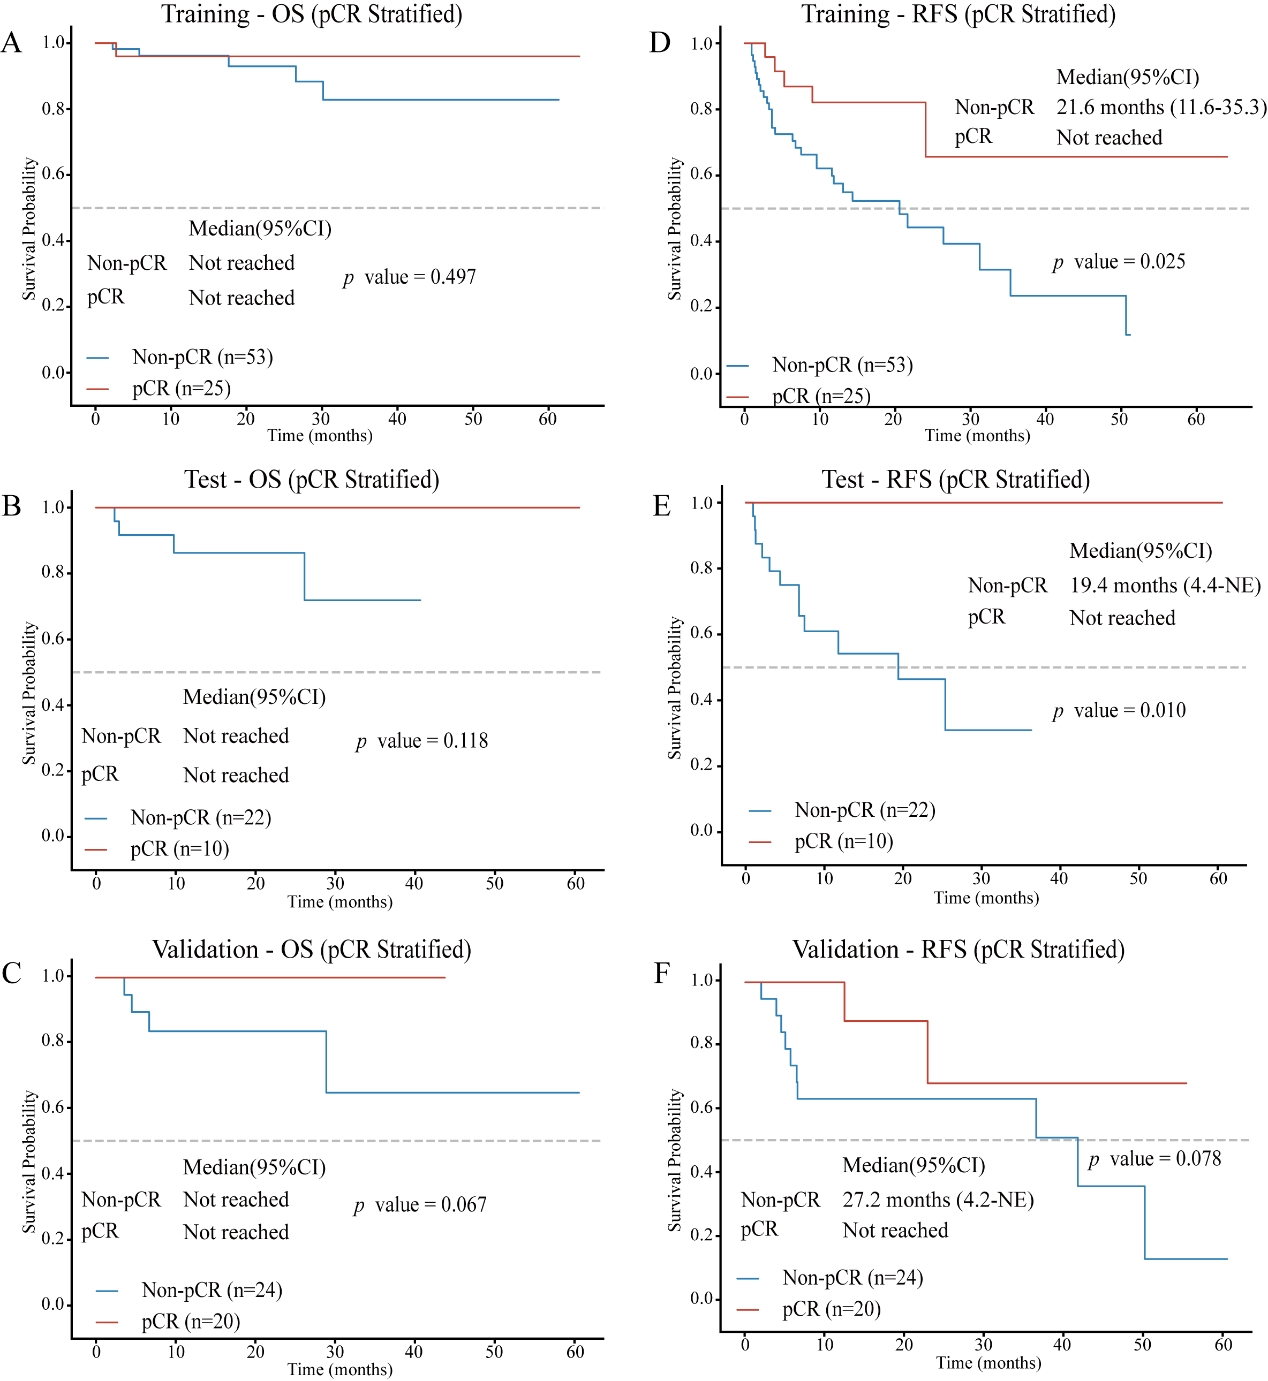 Training - OS (pCR Stratified)
A
1.0
0.8
0.6
0.4
0.2
0.0
Survival Probability
Median(95%CI)
Non-pCR Not reached
pCR Not reached
p value = 0.497
Non-pCR (n=53)
pCR (n=25)
0 10 20 30 40 50 60
Time (months)
Training - RFS (pCR Stratified)
D
1.0
0.8
0.6
0.4
0.2
0.0
Survival Probability
Median(95%CI)
Non-pCR 21.6 months (11.6-35.3)
pCR Not reached
p value = 0.025
Non-pCR (n=53)
pCR (n=25)
0 10 20 30 40 50 60
Time (months)
Test - OS (pCR Stratified)
B
1.0
0.8
0.6
0.4
0.2
0.0
Survival Probability
Median(95%CI)
Non-pCR Not reached
pCR Not reached
p value = 0.118
Non-pCR (n=22)
pCR (n=10)
0 10 20 30 40 50 60
Time (months)
Test - RFS (pCR Stratified)
E
1.0
0.8
0.6
0.4
0.2
0.0
Survival Probability
Median(95%CI)
Non-pCR 19.4 months (4.4-NE)
pCR Not reached
p value = 0.010
Non-pCR (n=22)
pCR (n=10)
0 10 20 30 40 50 60
Time (months)
Validation - OS (pCR Stratified)
C
1.0
0.8
0.6
0.4
0.2
0.0
Survival Probability
Median(95%CI)
Non-pCR Not reached
pCR Not reached
p value = 0.067
Non-pCR (n=24)
pCR (n=20)
0 10 20 30 40 50 60
Time (months)
Validation - RFS (pCR Stratified)
F
1.0
0.8
0.6
0.4
0.2
0.0
Survival Probability
p value = 0.078
Median(95%CI)
Non-pCR 27.2 months (4.2-NE)
pCR Not reached
Non-pCR (n=24)
pCR (n=20)
0 10 20 30 40 50 60
Time (months)